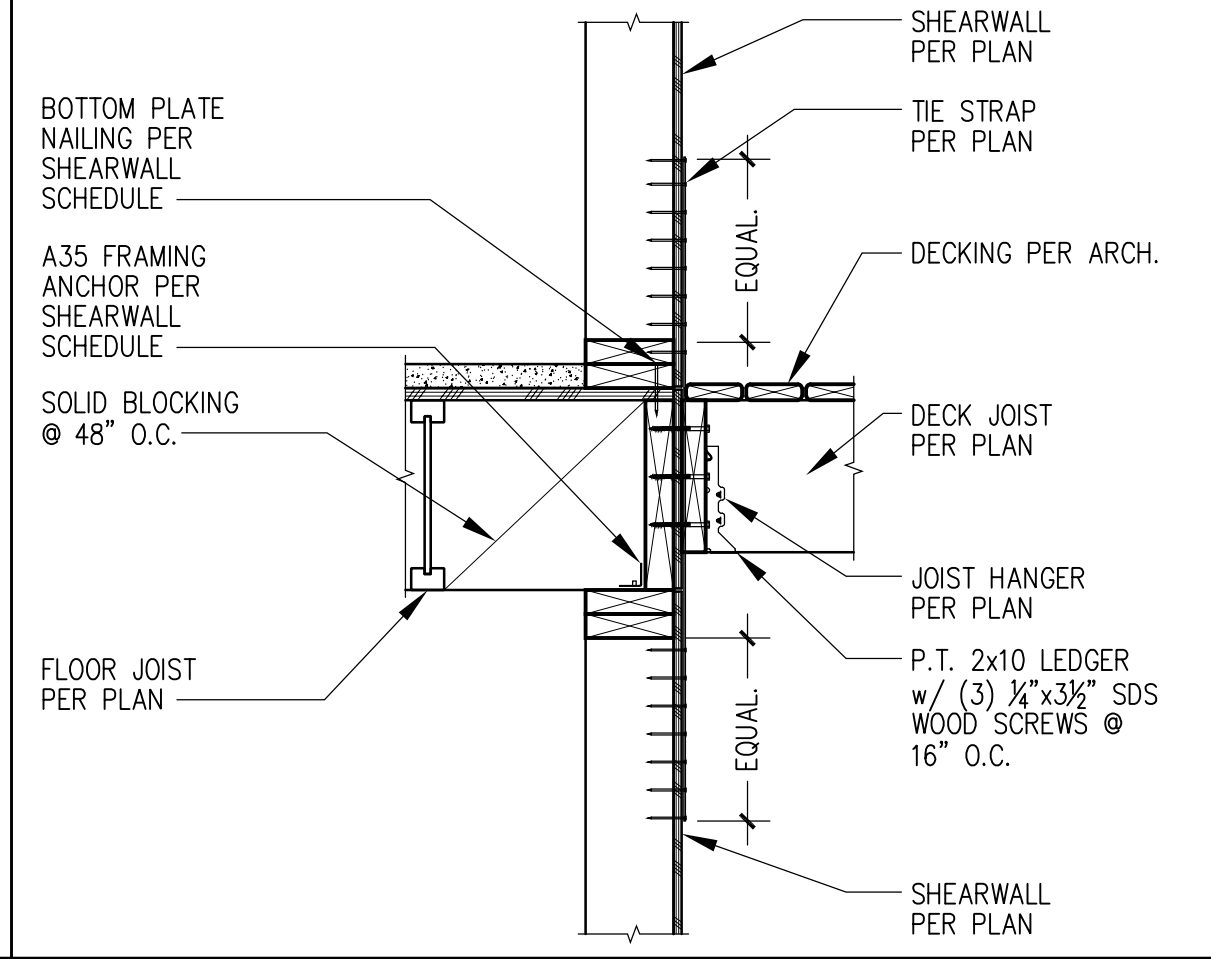 BOTTOM PLATE
NAILING PER
SHEARWALL
SCHEDULE
A35 FRAMING
ANCHOR PER
SHEARWALL
SCHEDULE
SOLID BLOCKING
@ 48" O.C.
FLOOR JOIST
PER PLAN
EQUAL.
EQUAL.
SHEARWALL
PER PLAN
TIE STRAP
PER PLAN
DECKING PER ARCH.
DECK JOIST
PER PLAN
JOIST HANGER
PER PLAN
P.T. 2x10 LEDGER
w/ (3) ¼"x3½" SDS
WOOD SCREWS @
16" O.C.
SHEARWALL
PER PLAN